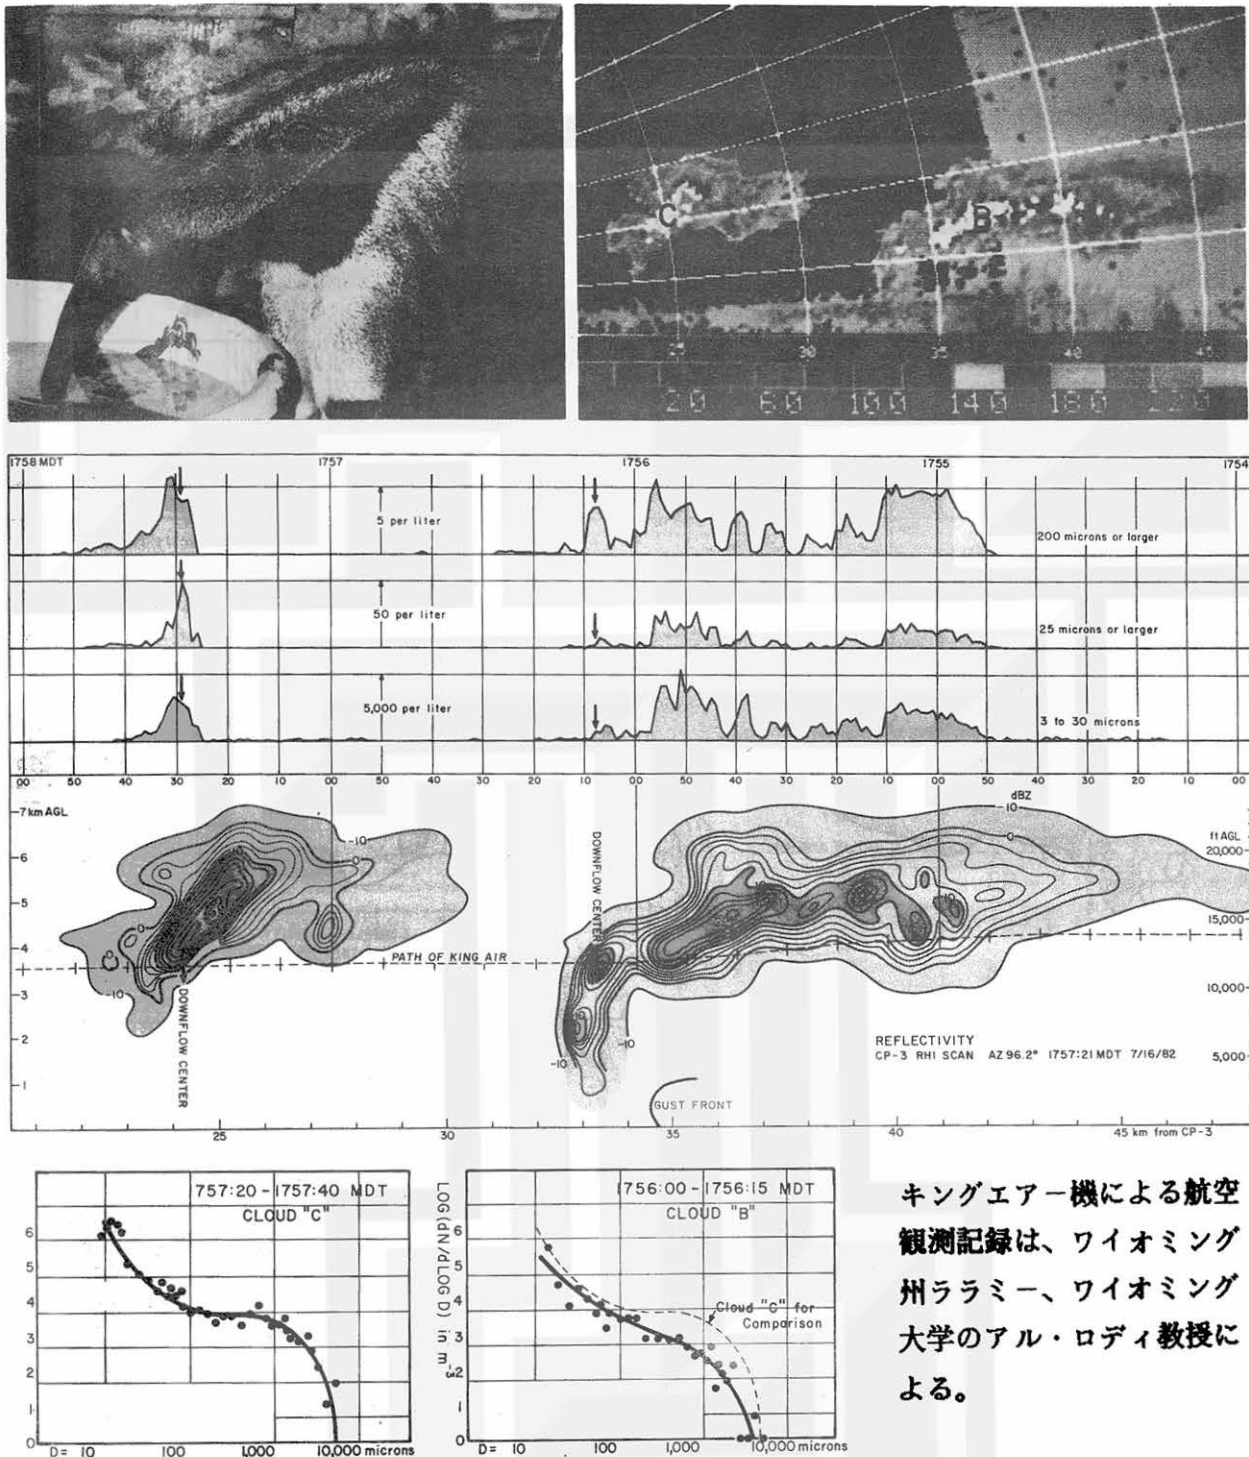 C
B
25 30 35 40 45
20 60 100 140 180 220
1758 MDT 1757 1756 1755 1754
5 per liter
200 microns or larger
50 per liter
25 microns or larger
5,000 per liter
3 to 30 microns
00 50 40 30 20 10 00 50 40 30 20 10 00 50 40 30 20 10 00 50 40 30 20 10 00
7 km AGL
6
5
4
3
2
1
-10
0
0
0
-10
PATH OF KING AIR
DOWNFLOW CENTER
DOWNFLOW CENTER
dBZ
-10
0
ft AGL
20,000
15,000
10,000
5,000
-10
-10
REFLECTIVITY
CP-3 RHI SCAN AZ 96.2° 1757:21 MDT 7/16/82
GUST FRONT
25 30 35 40 45 km from CP-3
1757:20-1757:40 MDT
CLOUD "C"
6
5
4
3
2
1
0
D= 10 100 1,000 10,000 microns
LOG (dN/dLOG D) in m-3
1756:00-1756:15 MDT
CLOUD "B"
6
5
4
3
2
1
0
Cloud "C" for
Comparison
D= 10 100 1,000 10,000 microns
キングエアー機による航空
観測記録は、ワイオミング
州ララミー、ワイオミング
大学のアル・ロディ教授に
よる。